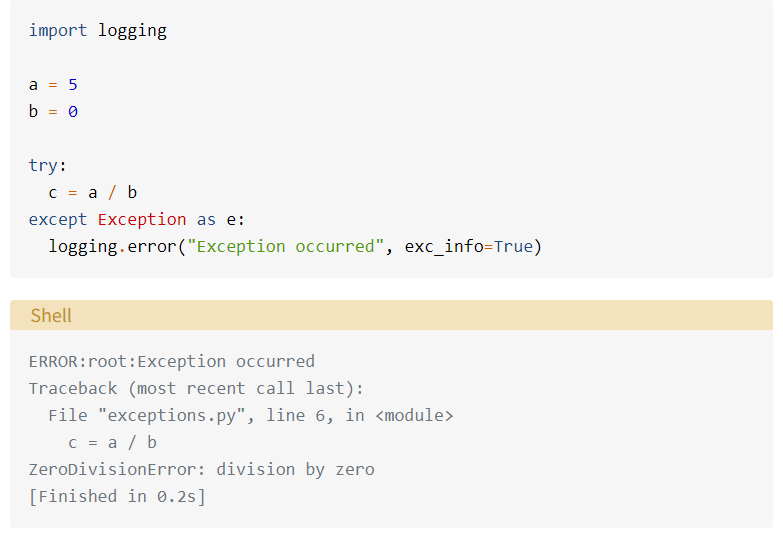 import logging
a = 5
b = 0
try:
  c = a / b
except Exception as e:
  logging.error("Exception occurred", exc_info=True)
Shell
ERROR:root:Exception occurred
Traceback (most recent call last):
  File "exceptions.py", line 6, in <module>
    c = a / b
ZeroDivisionError: division by zero
[Finished in 0.2s]